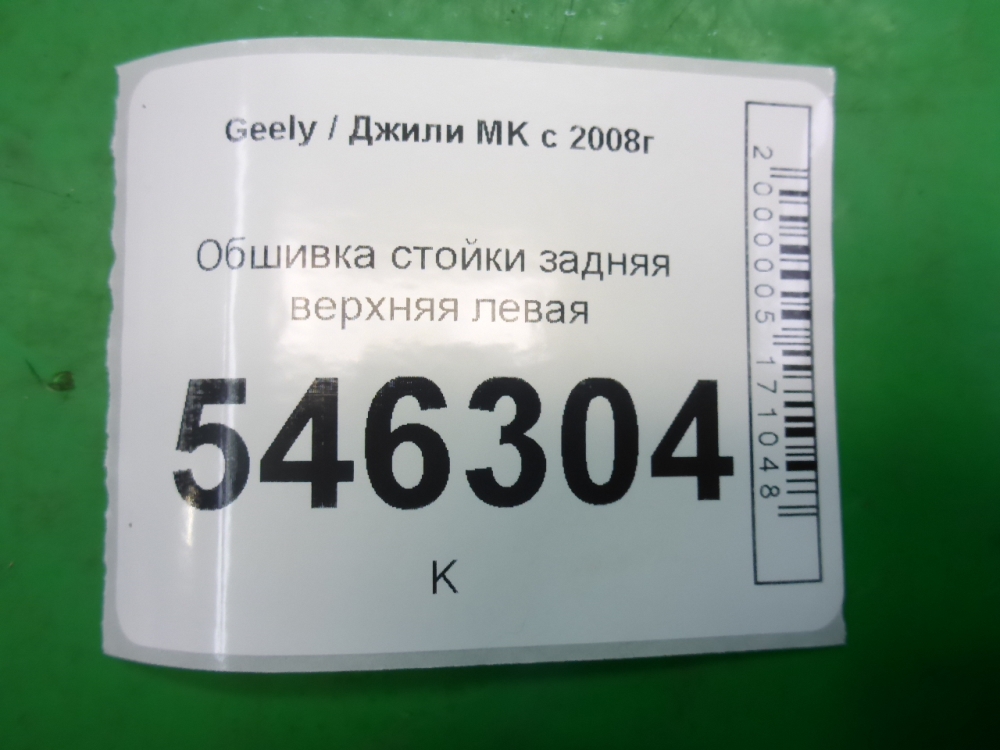 Geely / Джили МК с 2008г
Обшивка стойки задняя
верхняя левая
546304
К
2000005171048